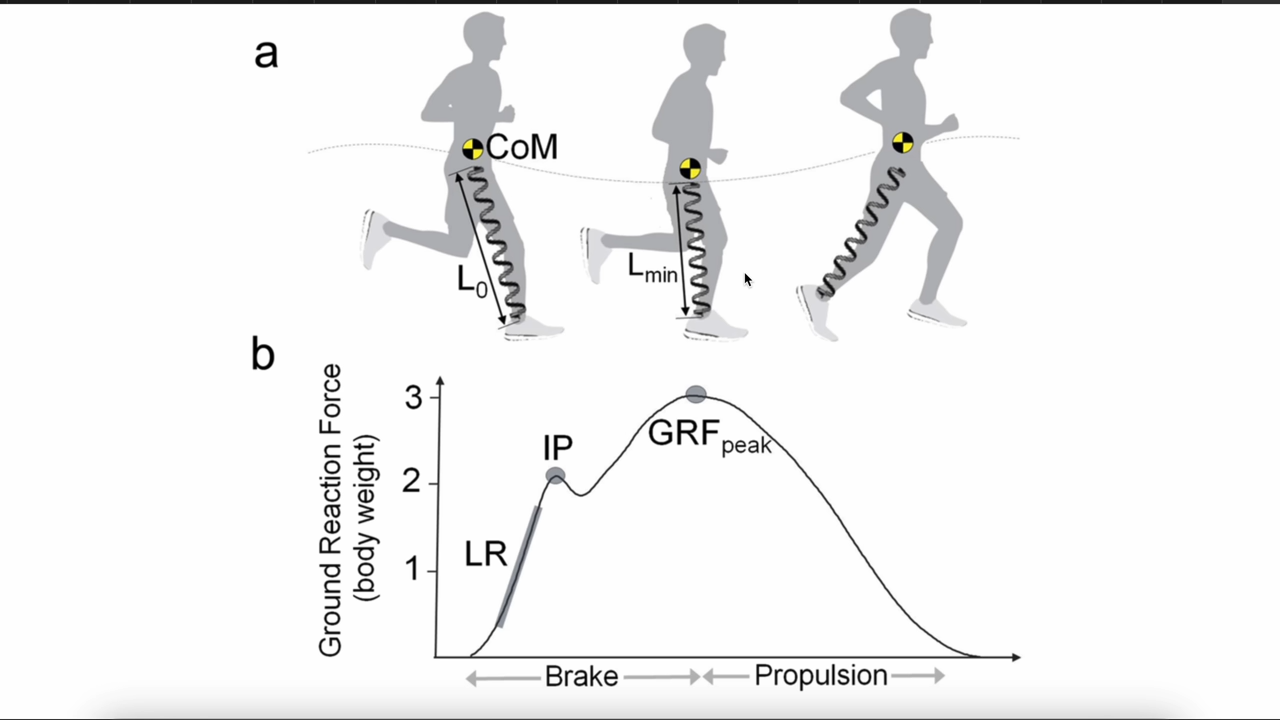 a
CoM
L0
Lmin
b
Ground Reaction Force
(body weight)
3
2
1
IP
LR
GRFpeak
Brake
Propulsion